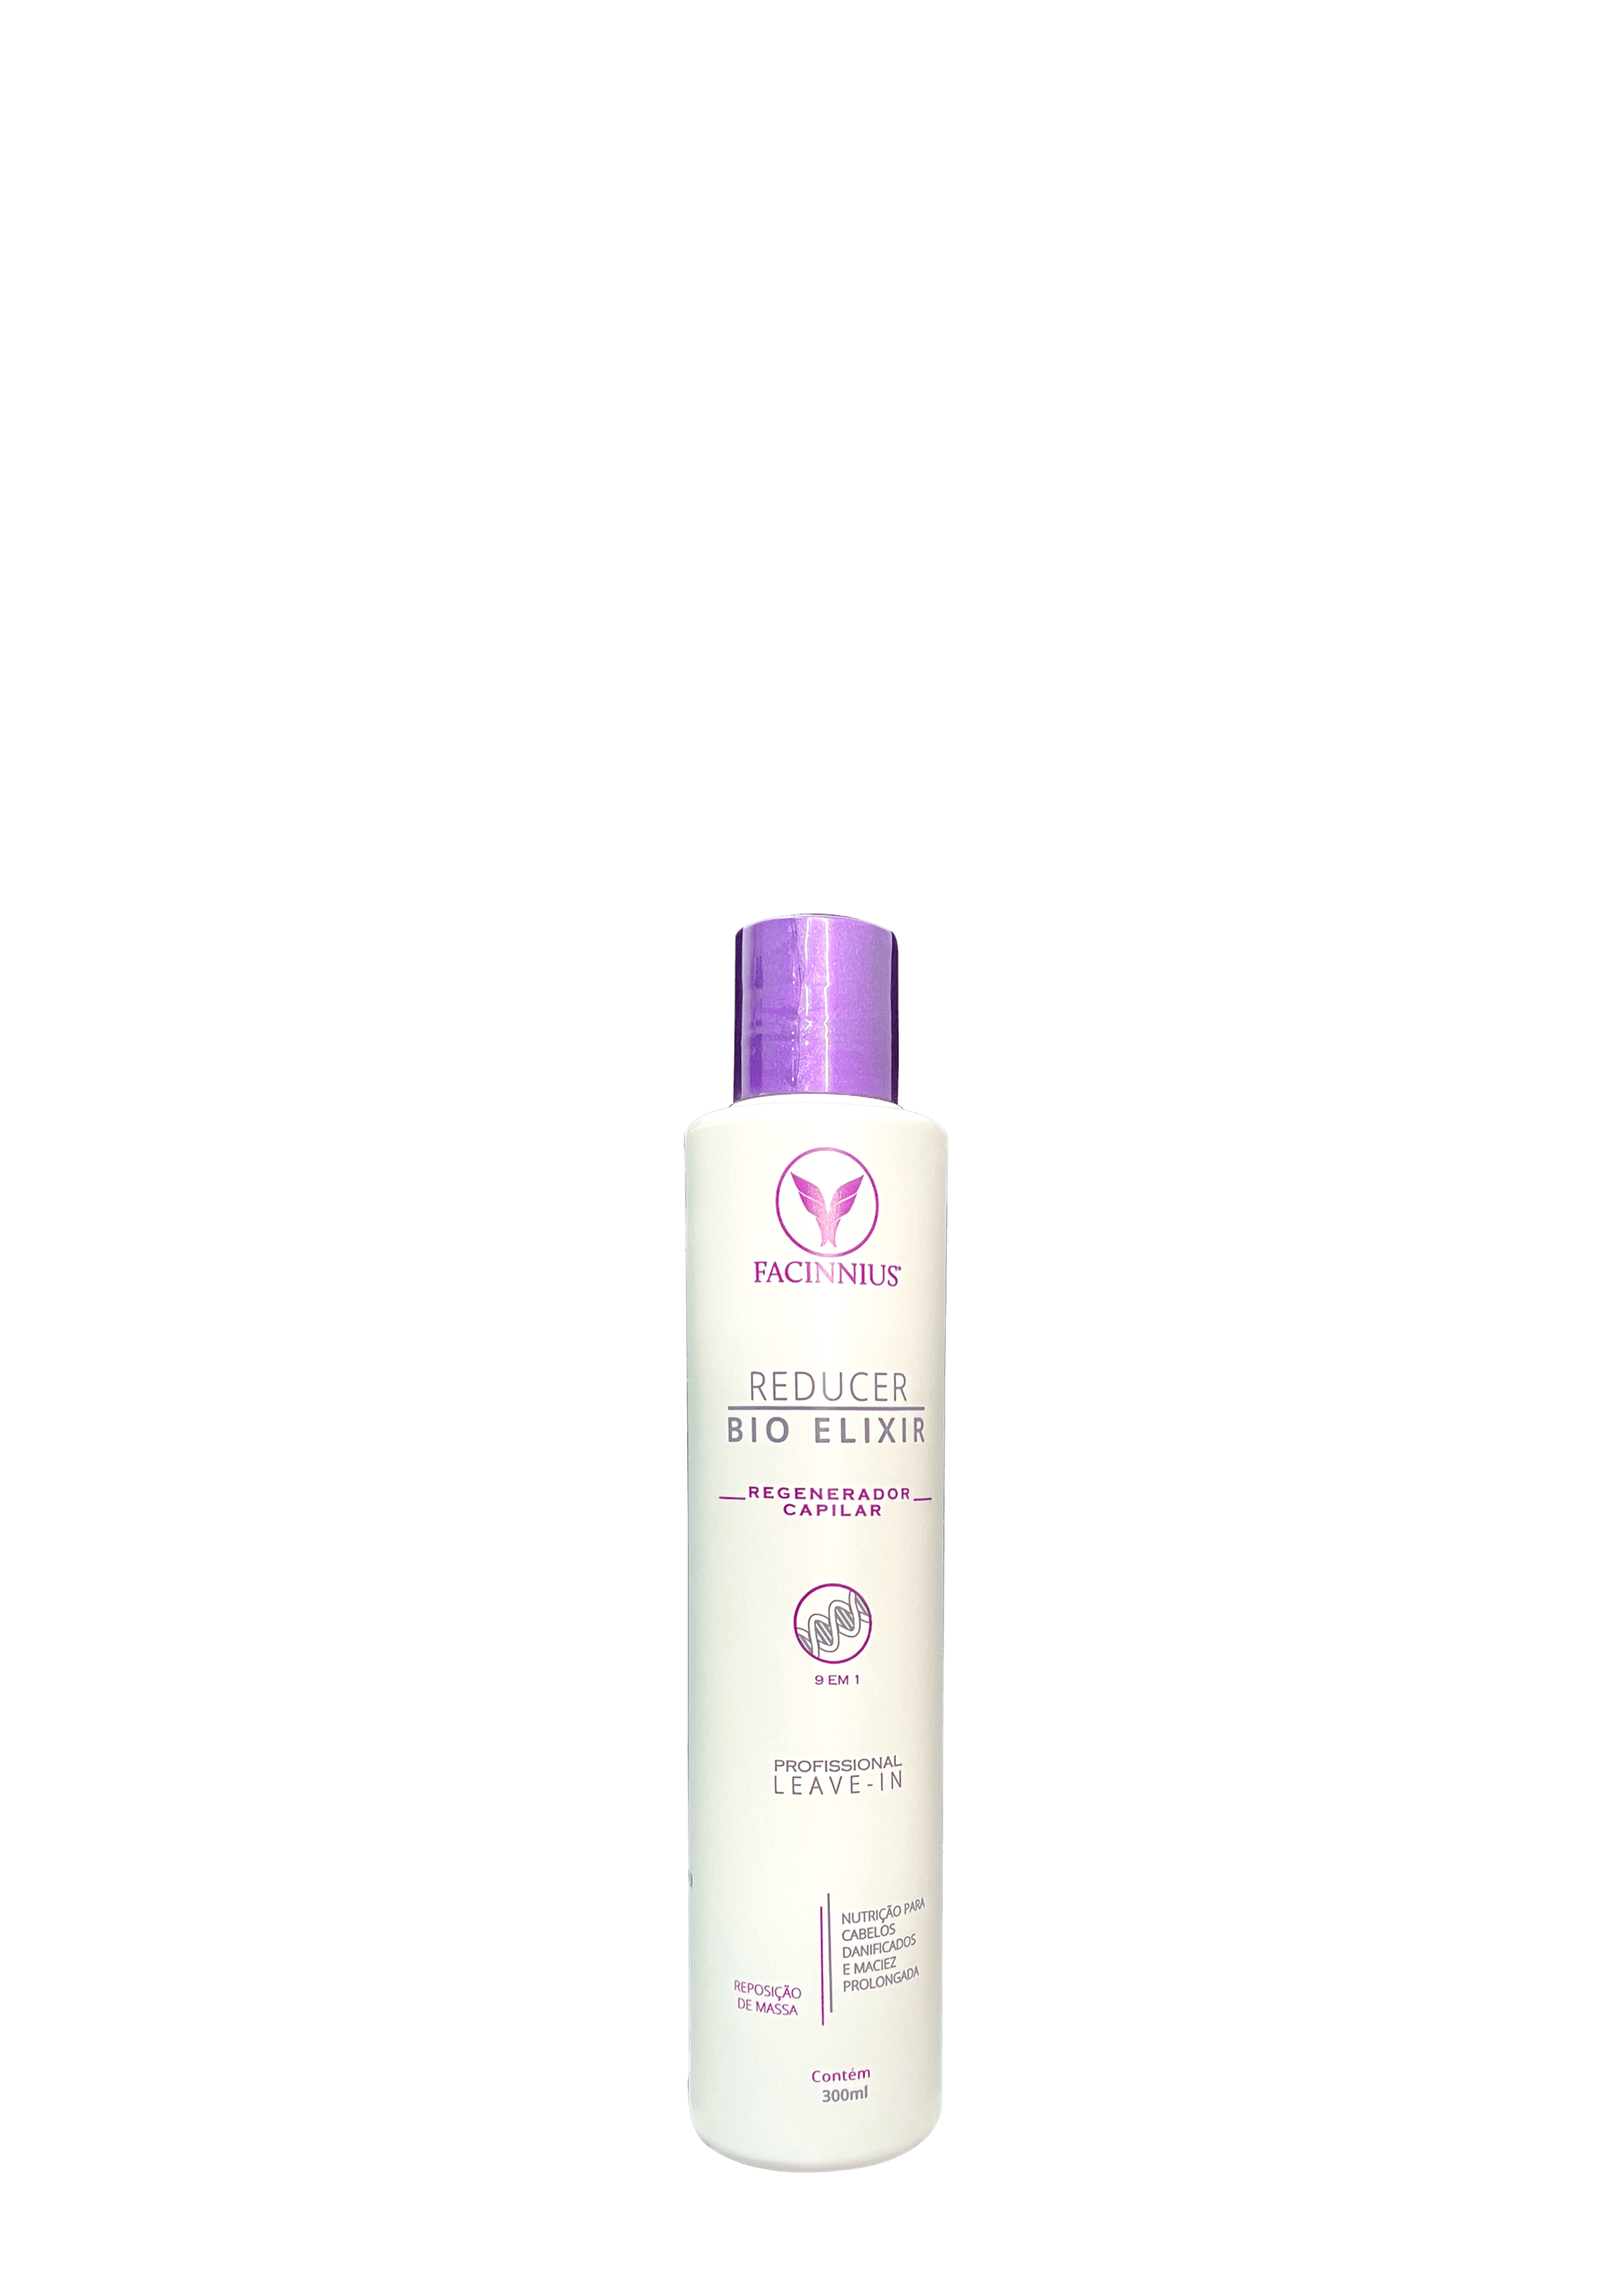 FACINNIUS
REDUCER
BIO ELIXIR
REGENERADOR
CAPILAR
9 EM 1
PROFISSIONAL
LEAVE-IN
REPOSIÇÃO
DE MASSA
NUTRIÇÃO PARA
CABELOS
DANIFICADOS
E MACIEZ
PROLONGADA
Contém
300ml